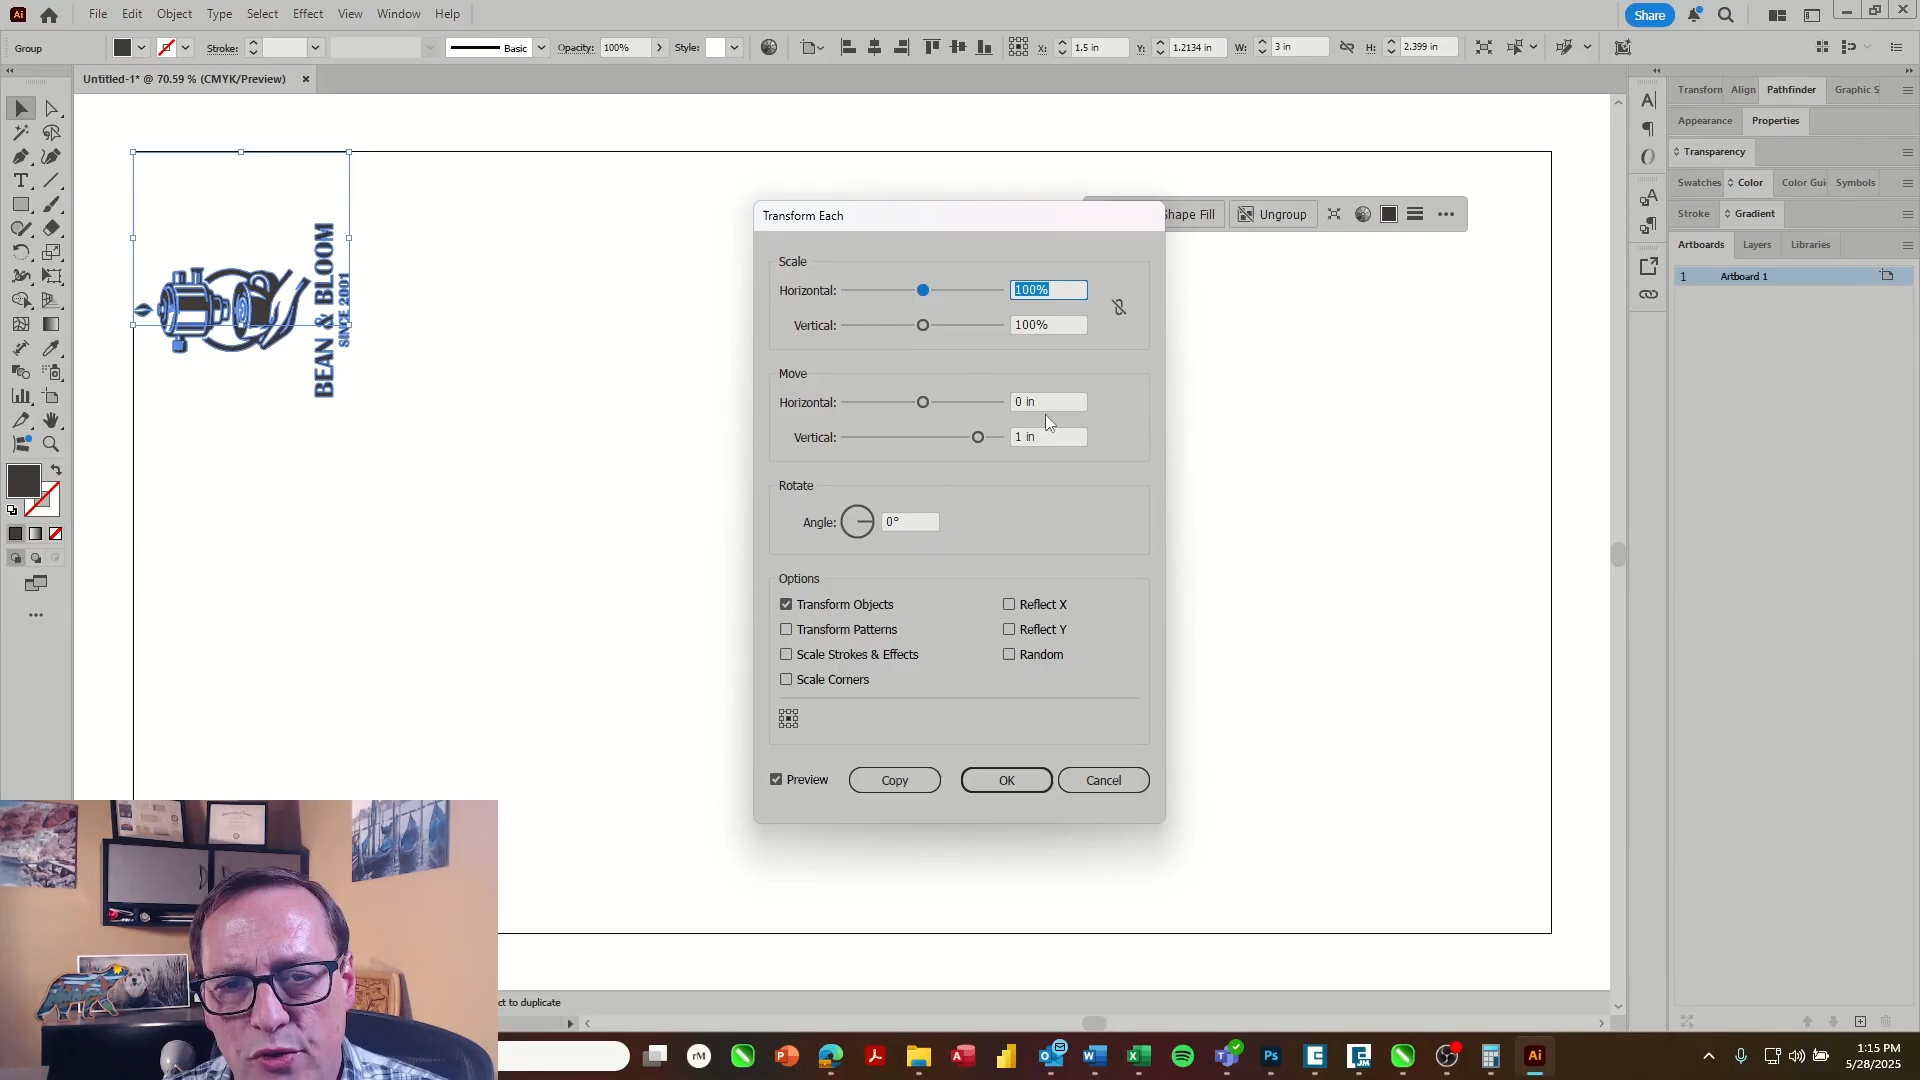 Ai File Edit Object Type Select Effect View Window Help Share
Group Stroke: Basic Opacity: 100% Style: X: 1.5 in Y: 1.2134 in W: 3 in H: 2.399 in
Untitled-1* @ 70.59 % (CMYK/Preview) ×
Transform Align Pathfinder Graphic S
Appearance Properties
Transparency
Swatches Color Color Gui Symbols
Stroke Gradient
Artboards Layers Libraries
1 Artboard 1
BEAN & BLOOM
SINCE 2001
Shape Fill Ungroup
Transform Each
Scale
Horizontal: 100%
Vertical: 100%
Move
Horizontal: 0 in
Vertical: 1 in
Rotate
Angle: 0°
Options
Transform Objects Reflect X
Transform Patterns Reflect Y
Scale Strokes & Effects Random
Scale Corners
Preview Copy OK Cancel
ct to duplicate
rM Ps Ai
1:15 PM
5/28/2025